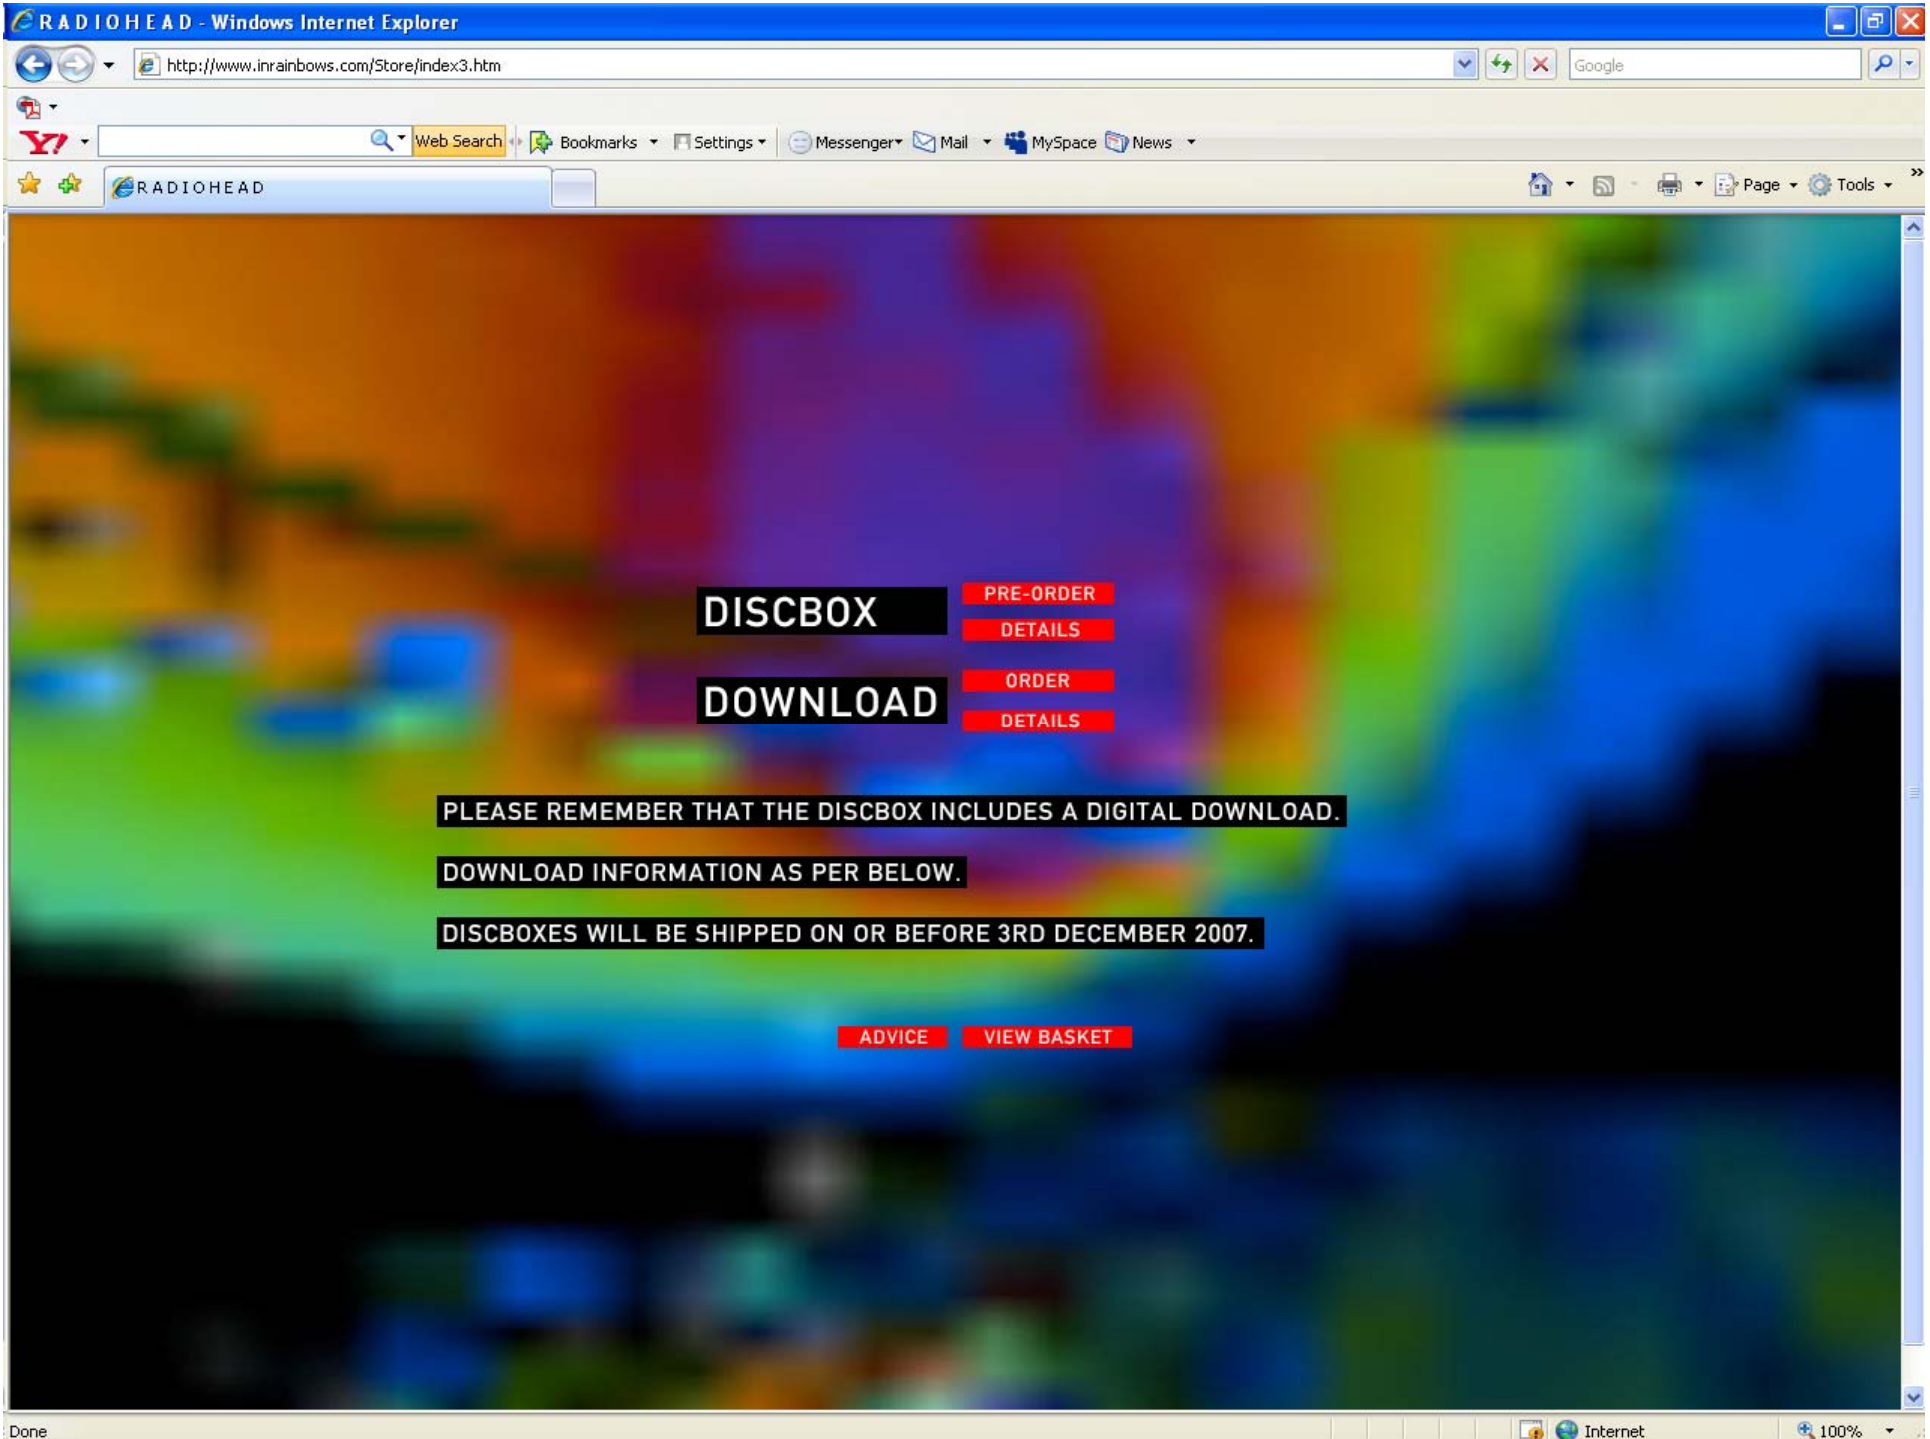 R A D I O H E A D - Windows Internet Explorer
http://www.inrainbows.com/Store/index3.htm
Google
Y! Web Search Bookmarks Settings Messenger Mail MySpace News
R A D I O H E A D
Page Tools »
DISCBOX
PRE-ORDER
DETAILS
DOWNLOAD
ORDER
DETAILS
PLEASE REMEMBER THAT THE DISCBOX INCLUDES A DIGITAL DOWNLOAD.
DOWNLOAD INFORMATION AS PER BELOW.
DISCBOXES WILL BE SHIPPED ON OR BEFORE 3RD DECEMBER 2007.
ADVICE VIEW BASKET
Done Internet 100%